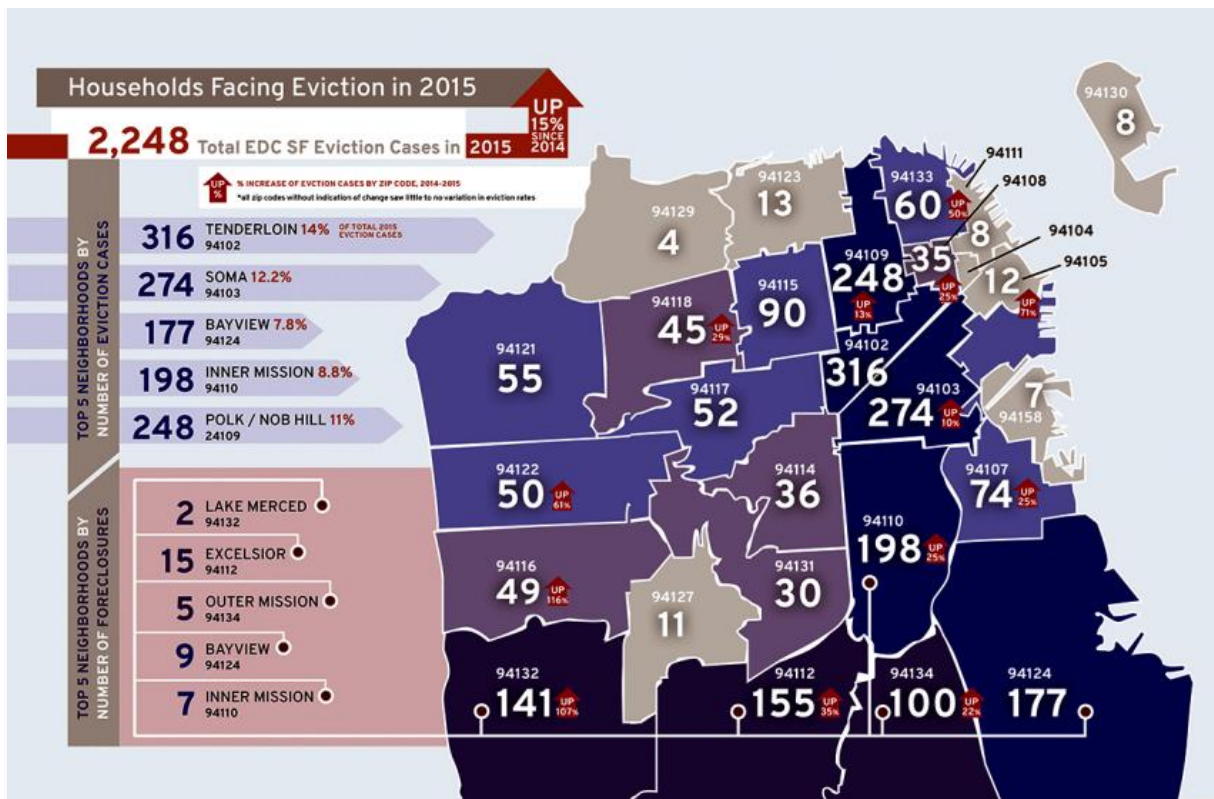 Households Facing Eviction in 2015
UP
15%
SINCE
2014
2,248 Total EDC SF Eviction Cases in 2015
UP
%
% INCREASE OF EVCTION CASES BY ZIP CODE, 2014-2015
*all zip codes without indication of change saw little to no variation in eviction rates
TOP 5 NEIGHBORHOODS BY
NUMBER OF EVICTION CASES
316 TENDERLOIN 14% OF TOTAL 2015
EVCTION CASES
94102
274 SOMA 12.2%
94103
177 BAYVIEW 7.8%
94124
198 INNER MISSION 8.8%
94110
248 POLK / NOB HILL 11%
24109
TOP 5 NEIGHBORHOODS BY
NUMBER OF FORECLOSURES
2 LAKE MERCED
94132
15 EXCELSIOR
94112
5 OUTER MISSION
94134
9 BAYVIEW
94124
7 INNER MISSION
94110
94130
8
94129
4
94123
13
94133
60
UP
50%
94111
94108
94104
94105
8
35
UP
25%
12
UP
71%
94109
248
UP
13%
94115
90
94118
45
UP
29%
94121
55
94102
316
94103
274
UP
10%
94117
52
7
94158
94107
74
UP
25%
94122
50
UP
61%
94114
36
94110
198
UP
25%
94116
49
UP
116%
94127
11
94131
30
94132
141
UP
107%
94112
155
UP
35%
94134
100
UP
22%
94124
177